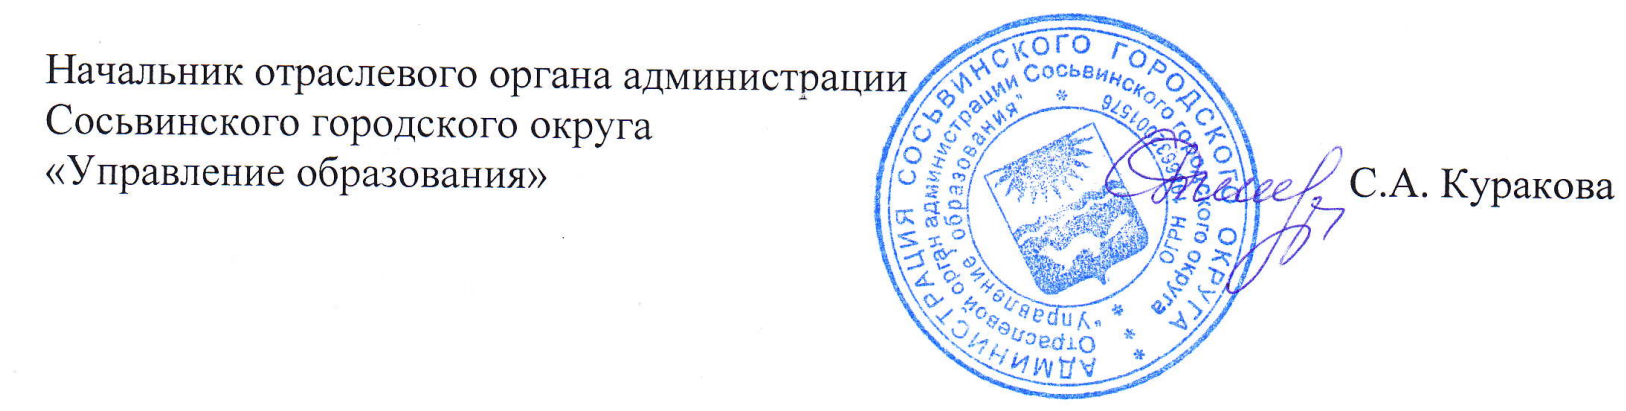 Начальник отраслевого органа администрации
Сосьвинского городского округа
«Управление образования»
С.А. Куракова
АДМИНИСТРАЦИЯ СОСЬВИНСКОГО ГОРОДСКОГО ОКРУГА
Отраслевой орган администрации Сосьвинского городского округа
"Управление образования"
ОГРН